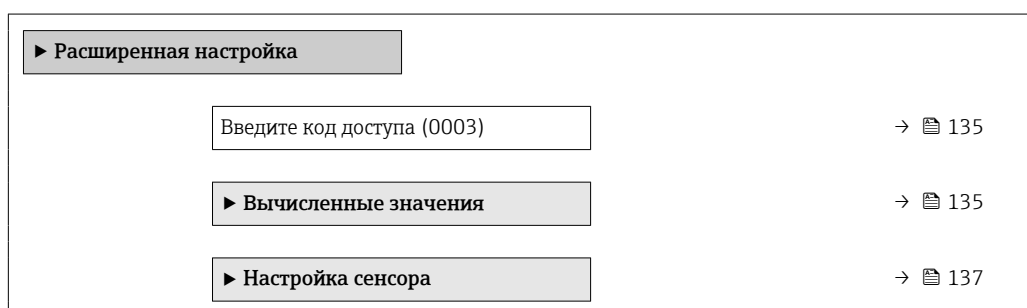 ▶ Расширенная настройка
Введите код доступа (0003) → 🖹 135
▶ Вычисленные значения → 🖹 135
▶ Настройка сенсора → 🖹 137